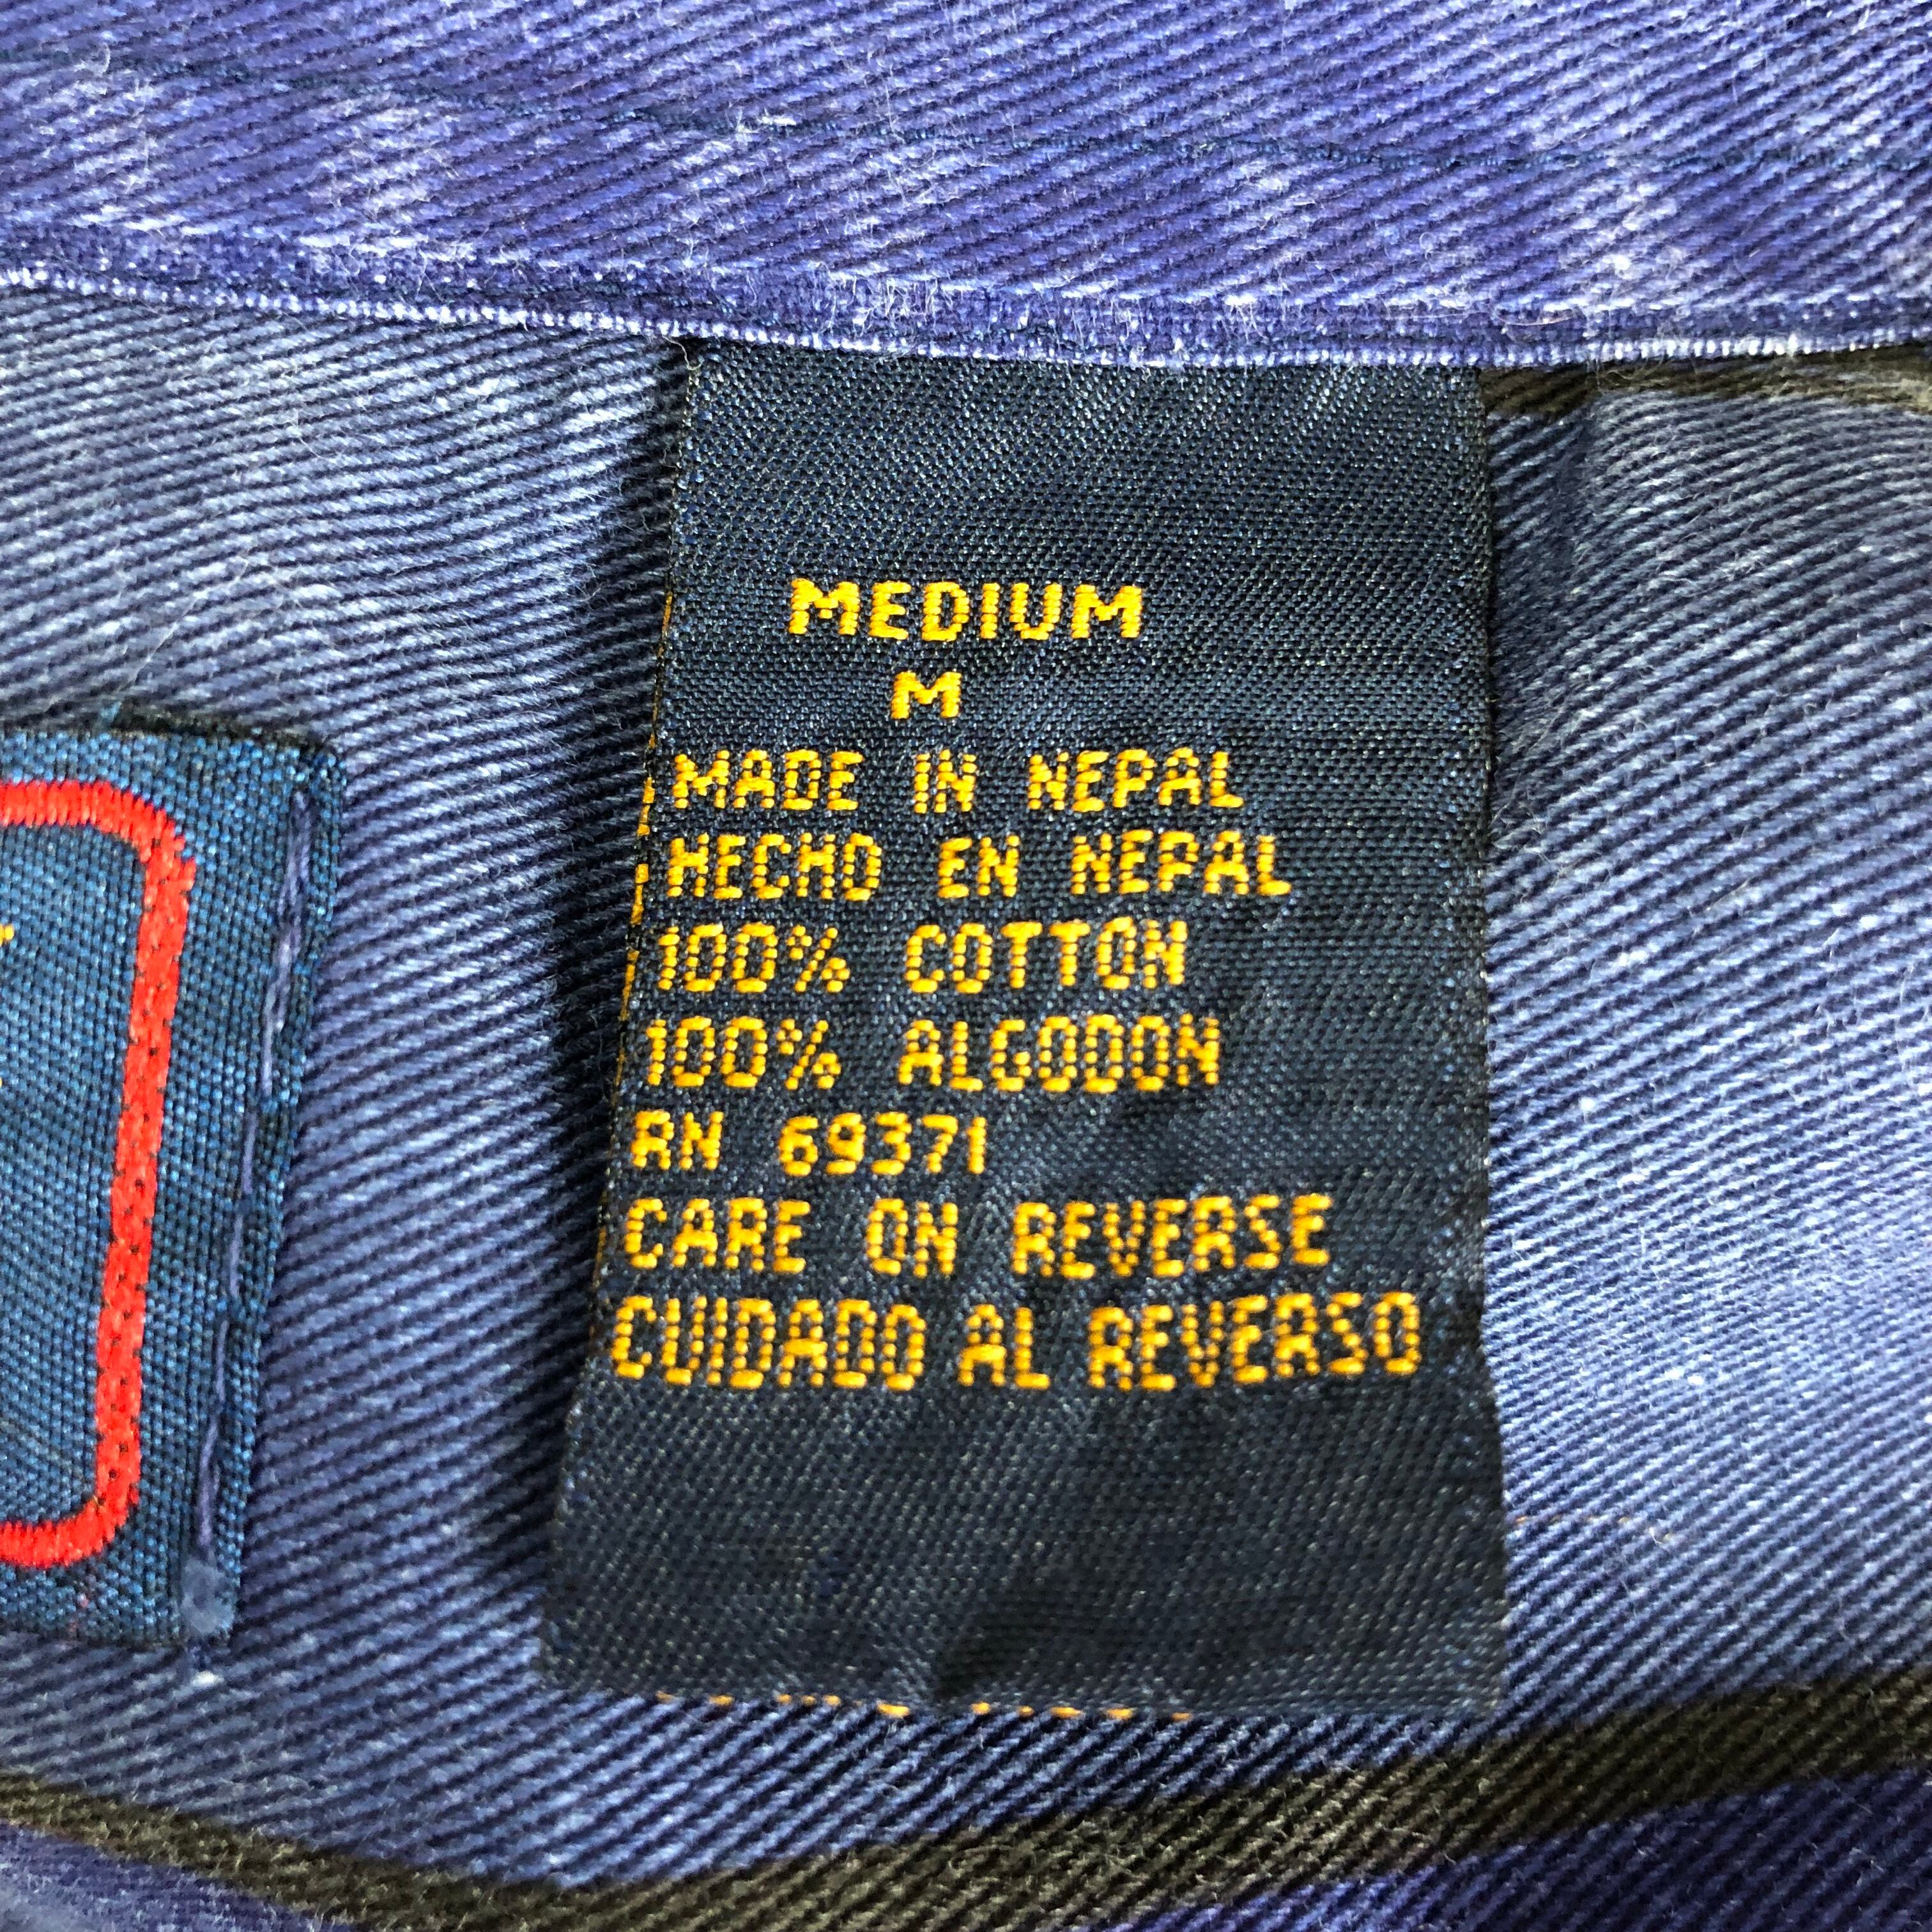 MEDIUM
M
MADE IN NEPAL
HECHO EN NEPAL
100% COTTON
100% ALGODON
RN 69371
CARE ON REVERSE
CUIDADO AL REVERSO